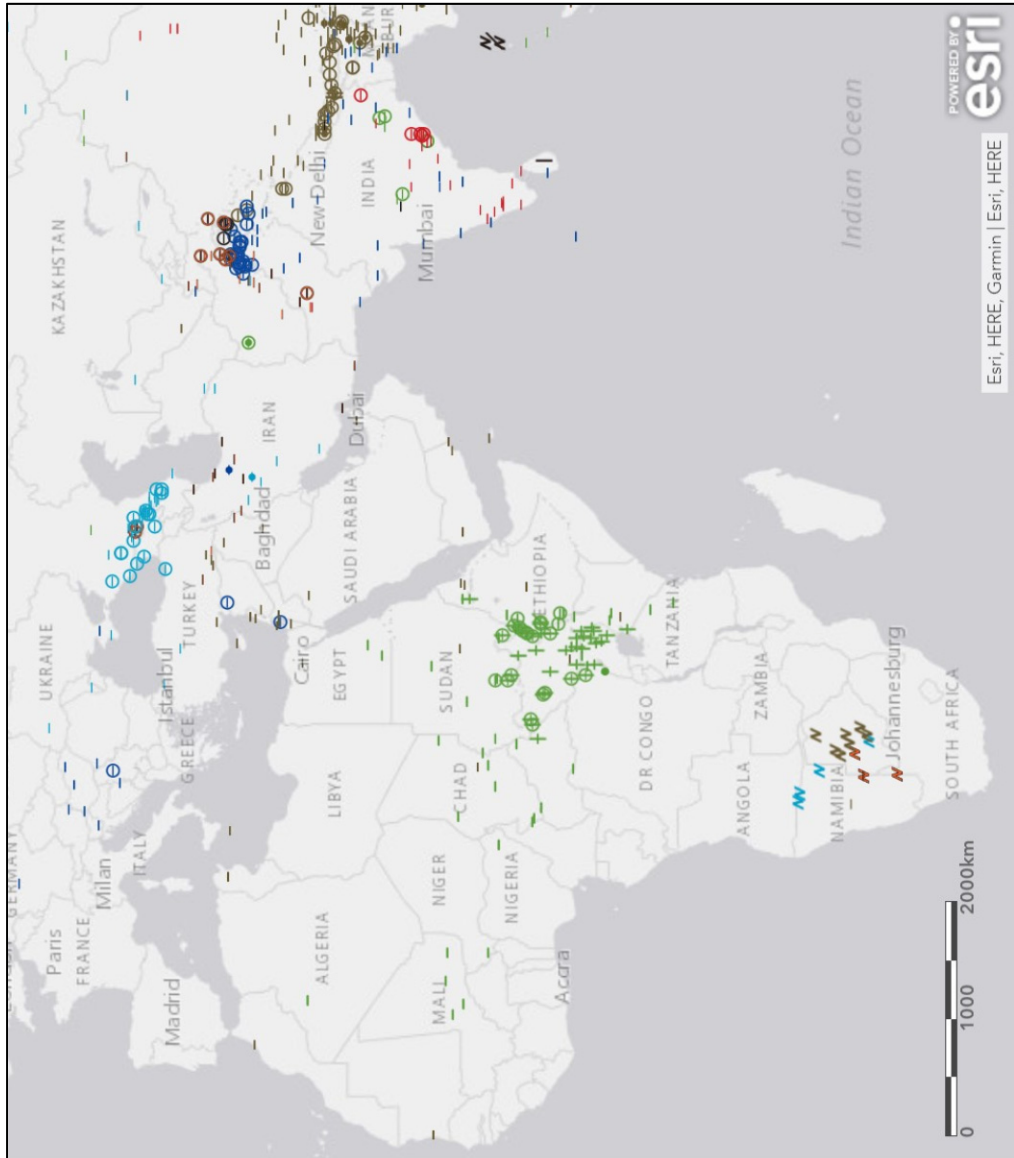 GERMANY
Paris
FRANCE
UKRAINE
KAZAKHSTAN
Milan
ITALY
Madrid
Istanbul
GREECE
TURKEY
Baghdad
IRAN
Cairo
New Delhi
ALGERIA
LIBYA
EGYPT
SAUDI ARABIA
Dubai
INDIA
Mumbai
MALI
NIGER
CHAD
SUDAN
NIGERIA
ETHIOPIA
Accra
DR CONGO
TANZANIA
ANGOLA
ZAMBIA
NAMIBIA
Indian Ocean
Johannesburg
SOUTH AFRICA
0 1000 2000km
Esri, HERE, Garmin | Esri, HERE
POWERED BY
esri